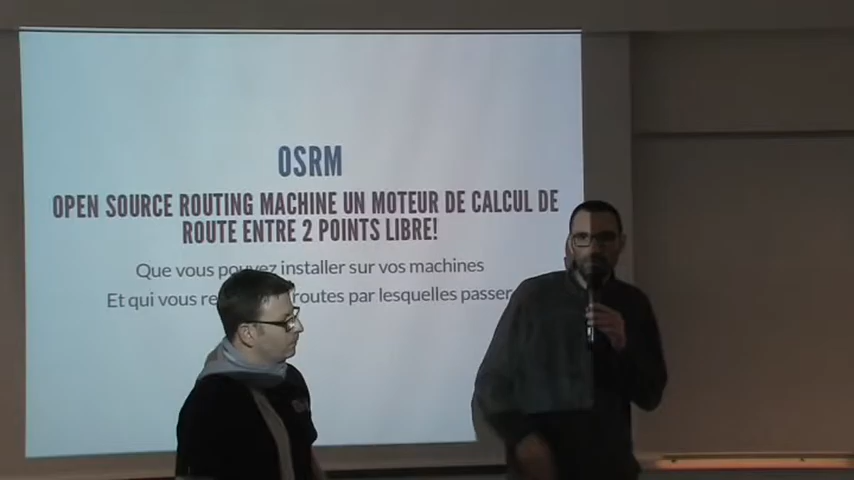 OSRM
OPEN SOURCE ROUTING MACHINE UN MOTEUR DE CALCUL DE
ROUTE ENTRE 2 POINTS LIBRE!
Que vous pouvez installer sur vos machines
Et qui vous routes par lesquelles passer